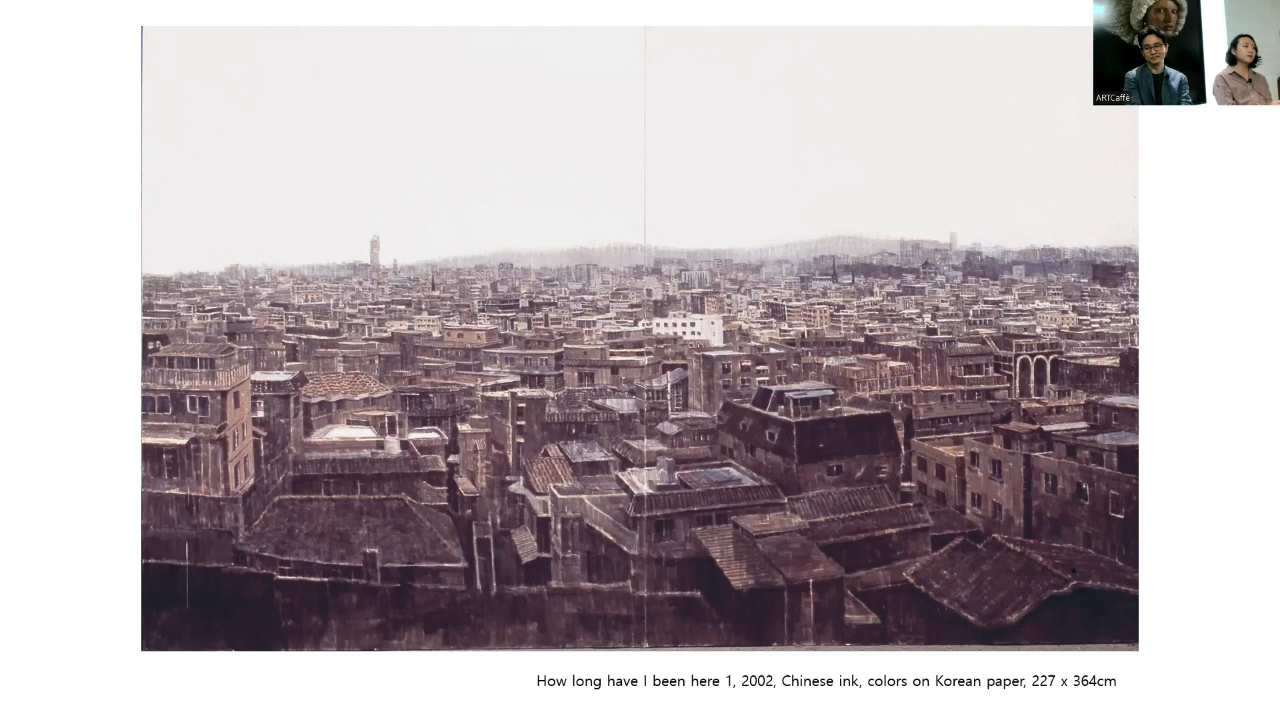 ARTCaffè
How long have I been here 1, 2002, Chinese ink, colors on Korean paper, 227 x 364cm